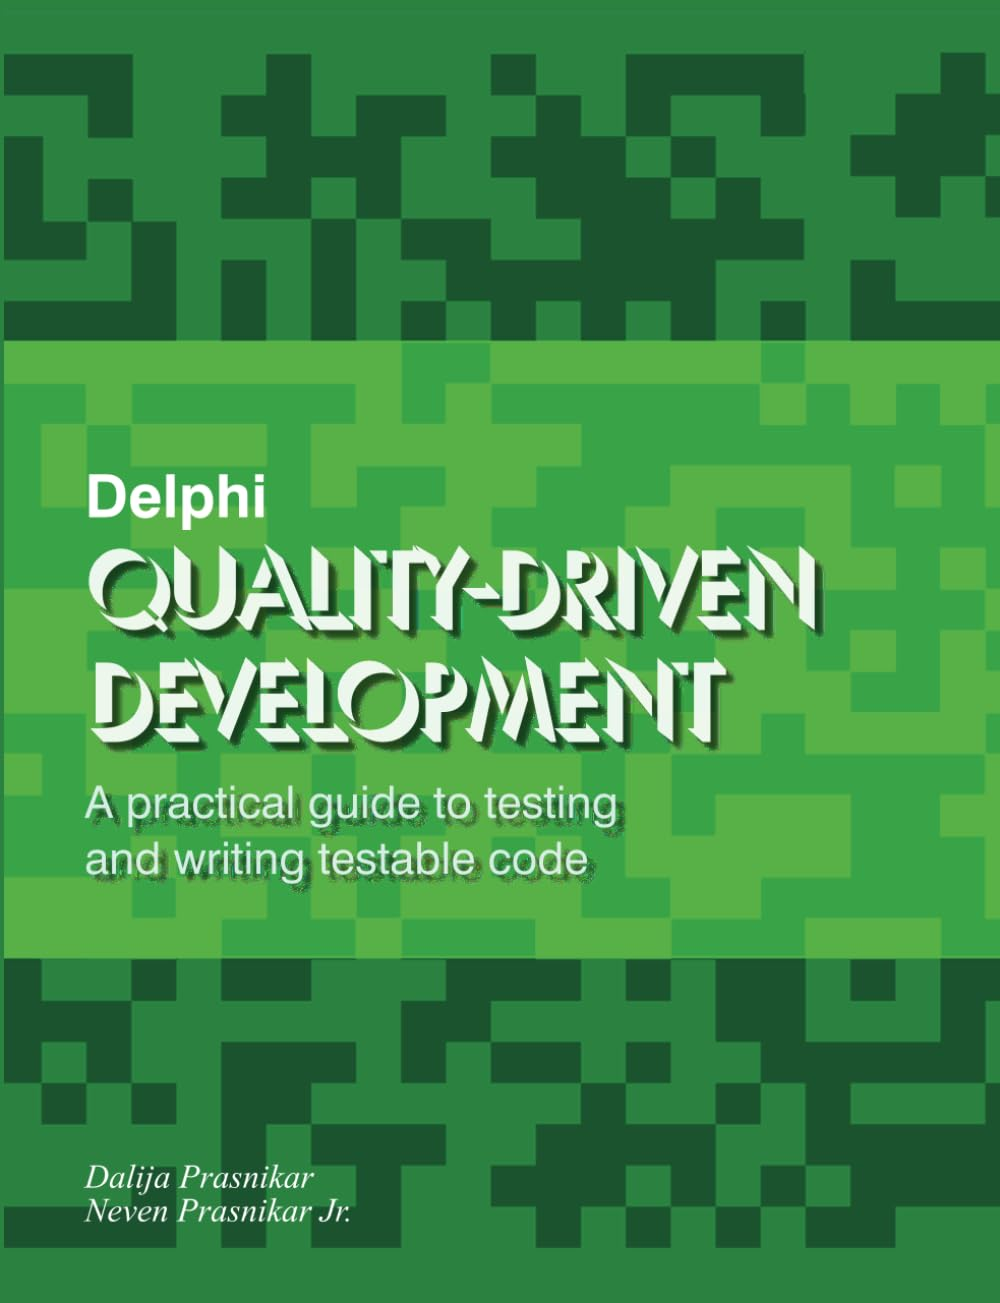 Delphi
QUALITY-DRIVEN
DEVELOPMENT
A practical guide to testing
and writing testable code
Dalija Prasnikar
Neven Prasnikar Jr.